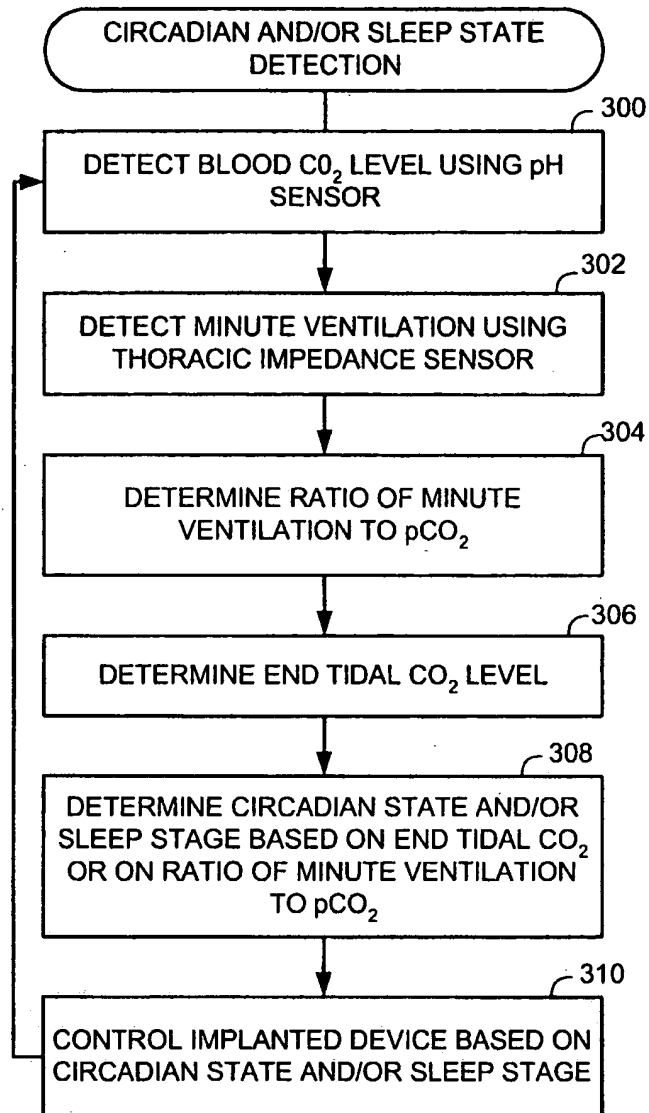 CIRCADIAN AND/OR SLEEP STATE
DETECTION
300
DETECT BLOOD C0₂ LEVEL USING pH
SENSOR
302
DETECT MINUTE VENTILATION USING
THORACIC IMPEDANCE SENSOR
304
DETERMINE RATIO OF MINUTE
VENTILATION TO pCO₂
306
DETERMINE END TIDAL CO₂ LEVEL
308
DETERMINE CIRCADIAN STATE AND/OR
SLEEP STAGE BASED ON END TIDAL CO₂
OR ON RATIO OF MINUTE VENTILATION
TO pCO₂
310
CONTROL IMPLANTED DEVICE BASED ON
CIRCADIAN STATE AND/OR SLEEP STAGE